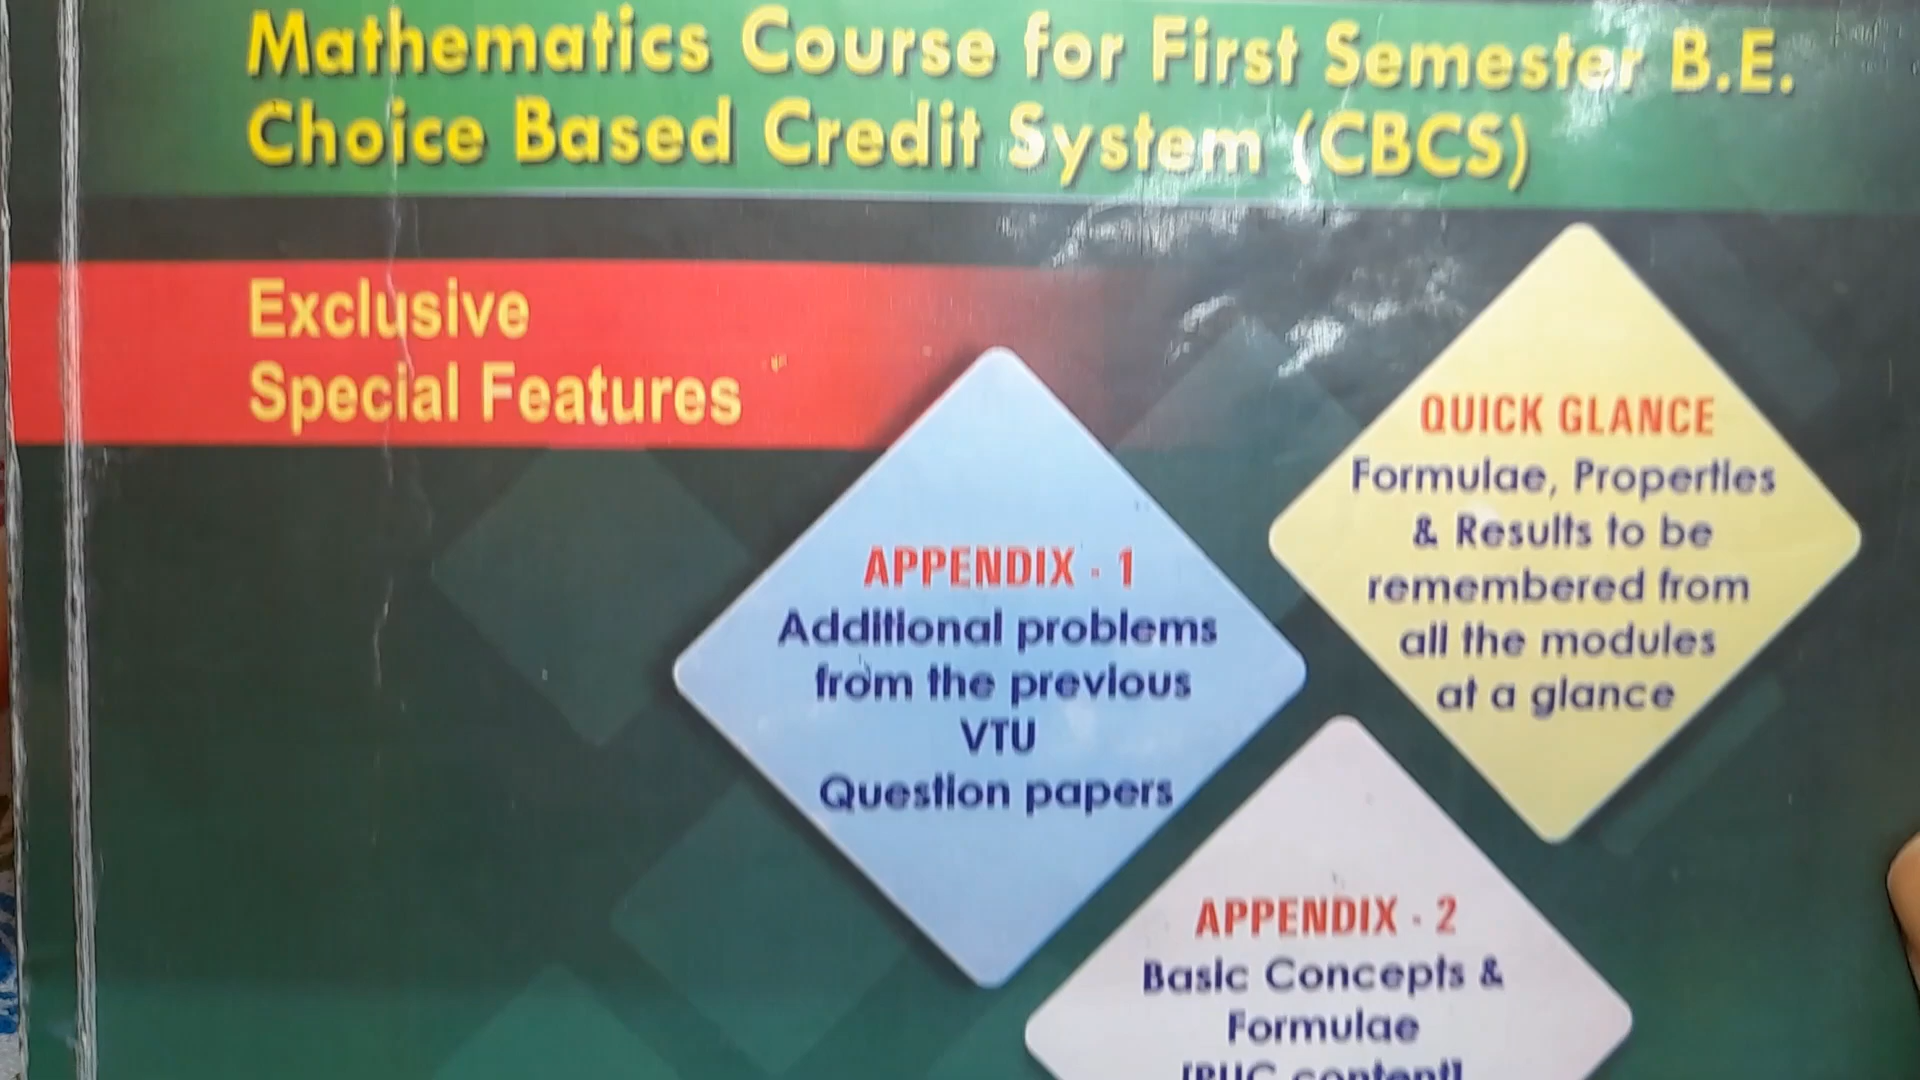 Mathematics Course for First Semester B.E.
Choice Based Credit System (CBCS)
Exclusive
Special Features
QUICK GLANCE
Formulae, Properties
& Results to be
remembered from
all the modules
at a glance
APPENDIX - 1
Additional problems
from the previous
VTU
Question papers
APPENDIX - 2
Basic Concepts &
Formulae
[PUC content]